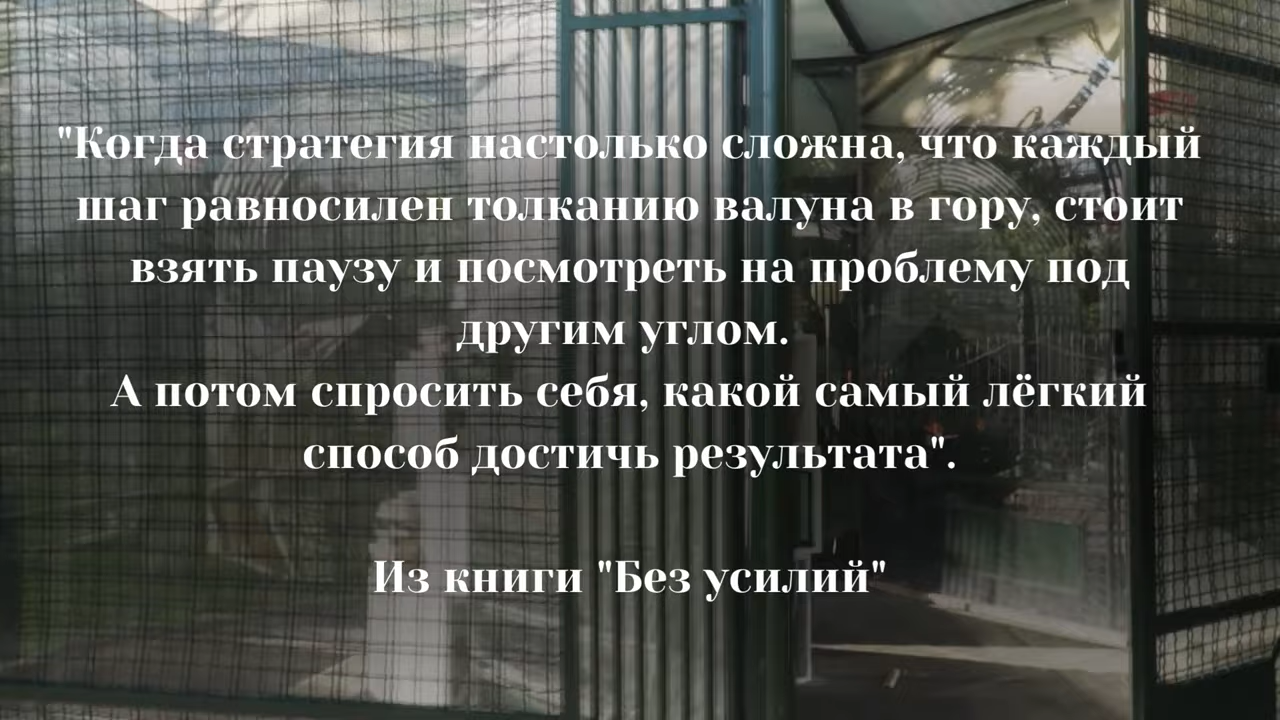 "Когда стратегия настолько сложна, что каждый
шаг равносилен толканию валуна в гору, стоит
взять паузу и посмотреть на проблему под
другим углом.
А потом спросить себя, какой самый лёгкий
способ достичь результата".
Из книги "Без усилий"